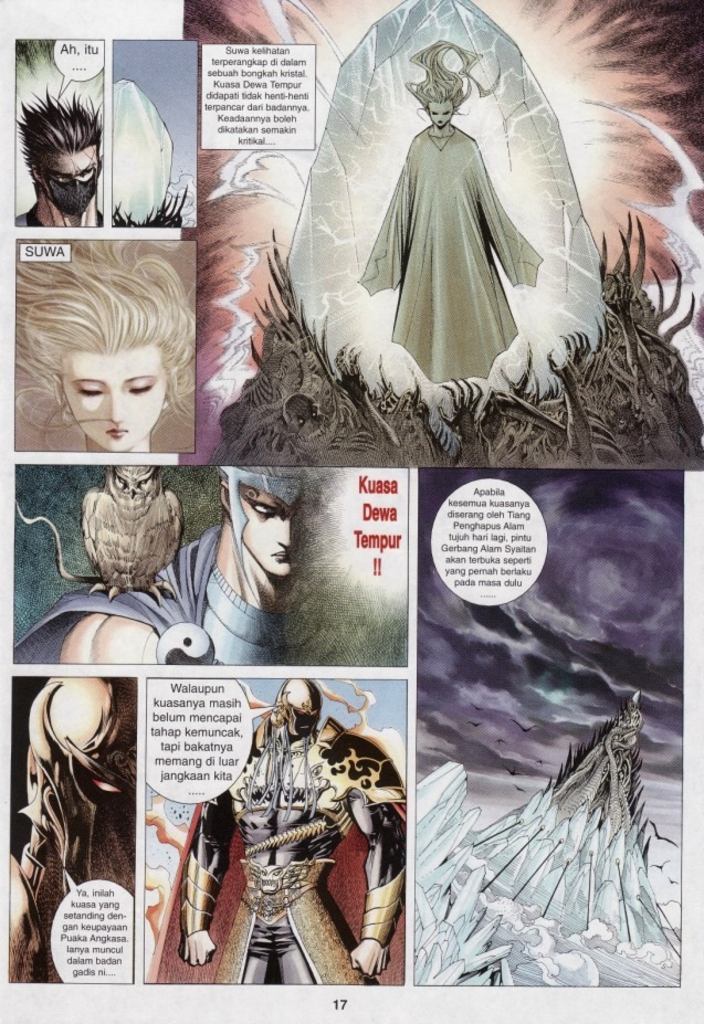 Ah, itu
....
Suwa kelihatan
terperangkap di dalam
sebuah bongkah kristal.
Kuasa Dewa Tempur
didapati tidak henti-henti
terpancar dari badannya.
Keadaannya boleh
dikatakan semakin
kritikal....
SUWA
Kuasa
Dewa
Tempur
!!
Apabila
kesemua kuasanya
diserang oleh Tiang
Penghapus Alam
tujuh hari lagi, pintu
Gerbang Alam Syaitan
akan terbuka seperti
yang pernah berlaku
pada masa dulu
......
Ya, inilah
kuasa yang
setanding den-
gan keupayaan
Puaka Angkasa.
Ianya muncul
dalam badan
gadis ni....
Walaupun
kuasanya masih
belum mencapai
tahap kemuncak,
tapi bakatnya
memang di luar
jangkaan kita
.....
17